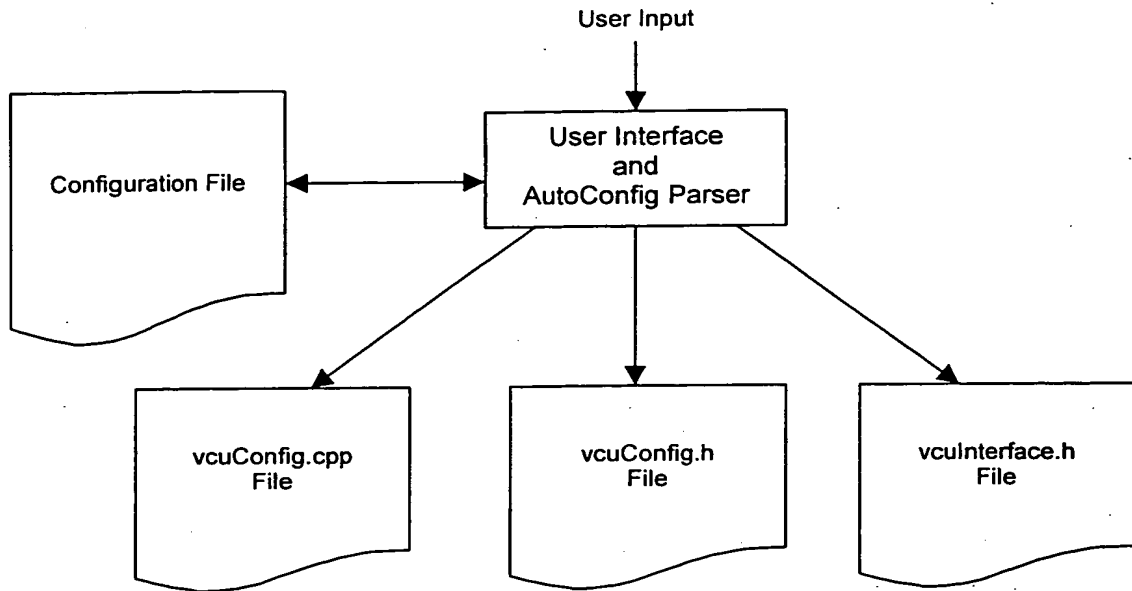 User Input
User Interface
and
AutoConfig Parser
Configuration File
vcuConfig.cpp
File
vcuConfig.h
File
vcuInterface.h
File